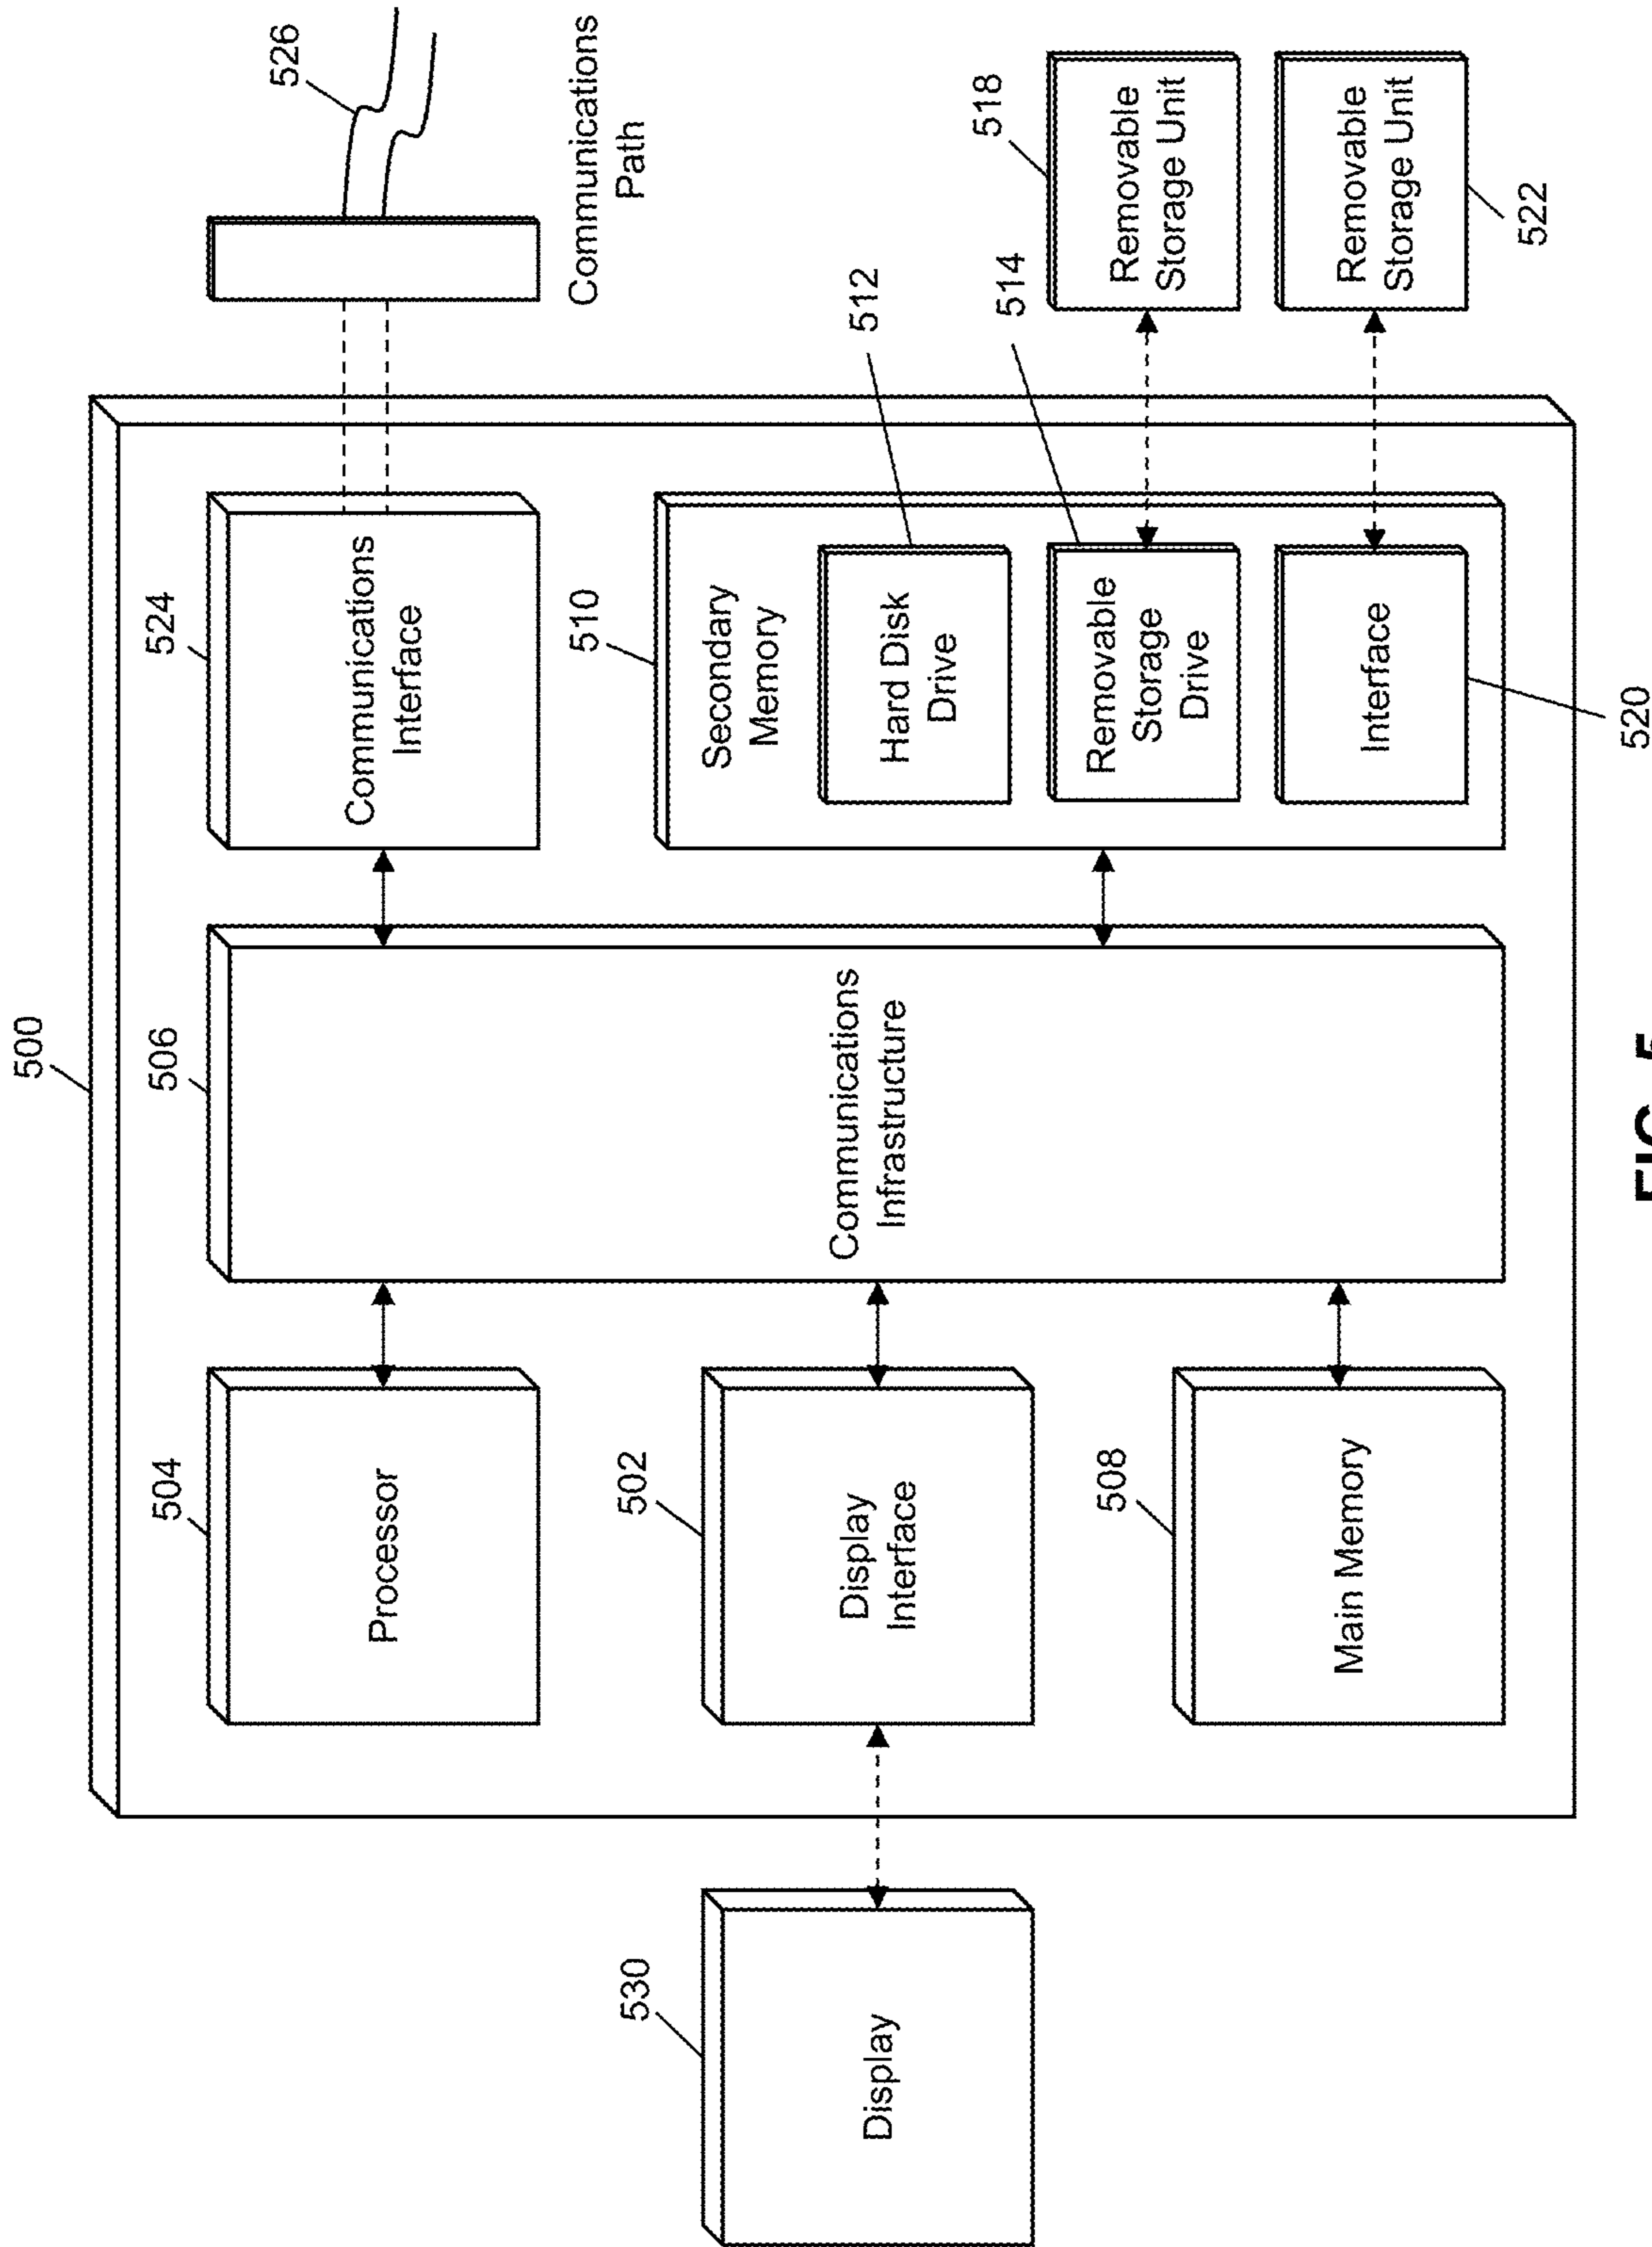 500
504
Processor
506
Communications
Infrastructure
524
Communications
Interface
526
Communications
Path
530
Display
502
Display
Interface
508
Main Memory
510
Secondary
Memory
512
Hard Disk
Drive
514
Removable
Storage
Drive
518
Removable
Storage Unit
Interface
520
Removable
Storage Unit
522
FIG. 5